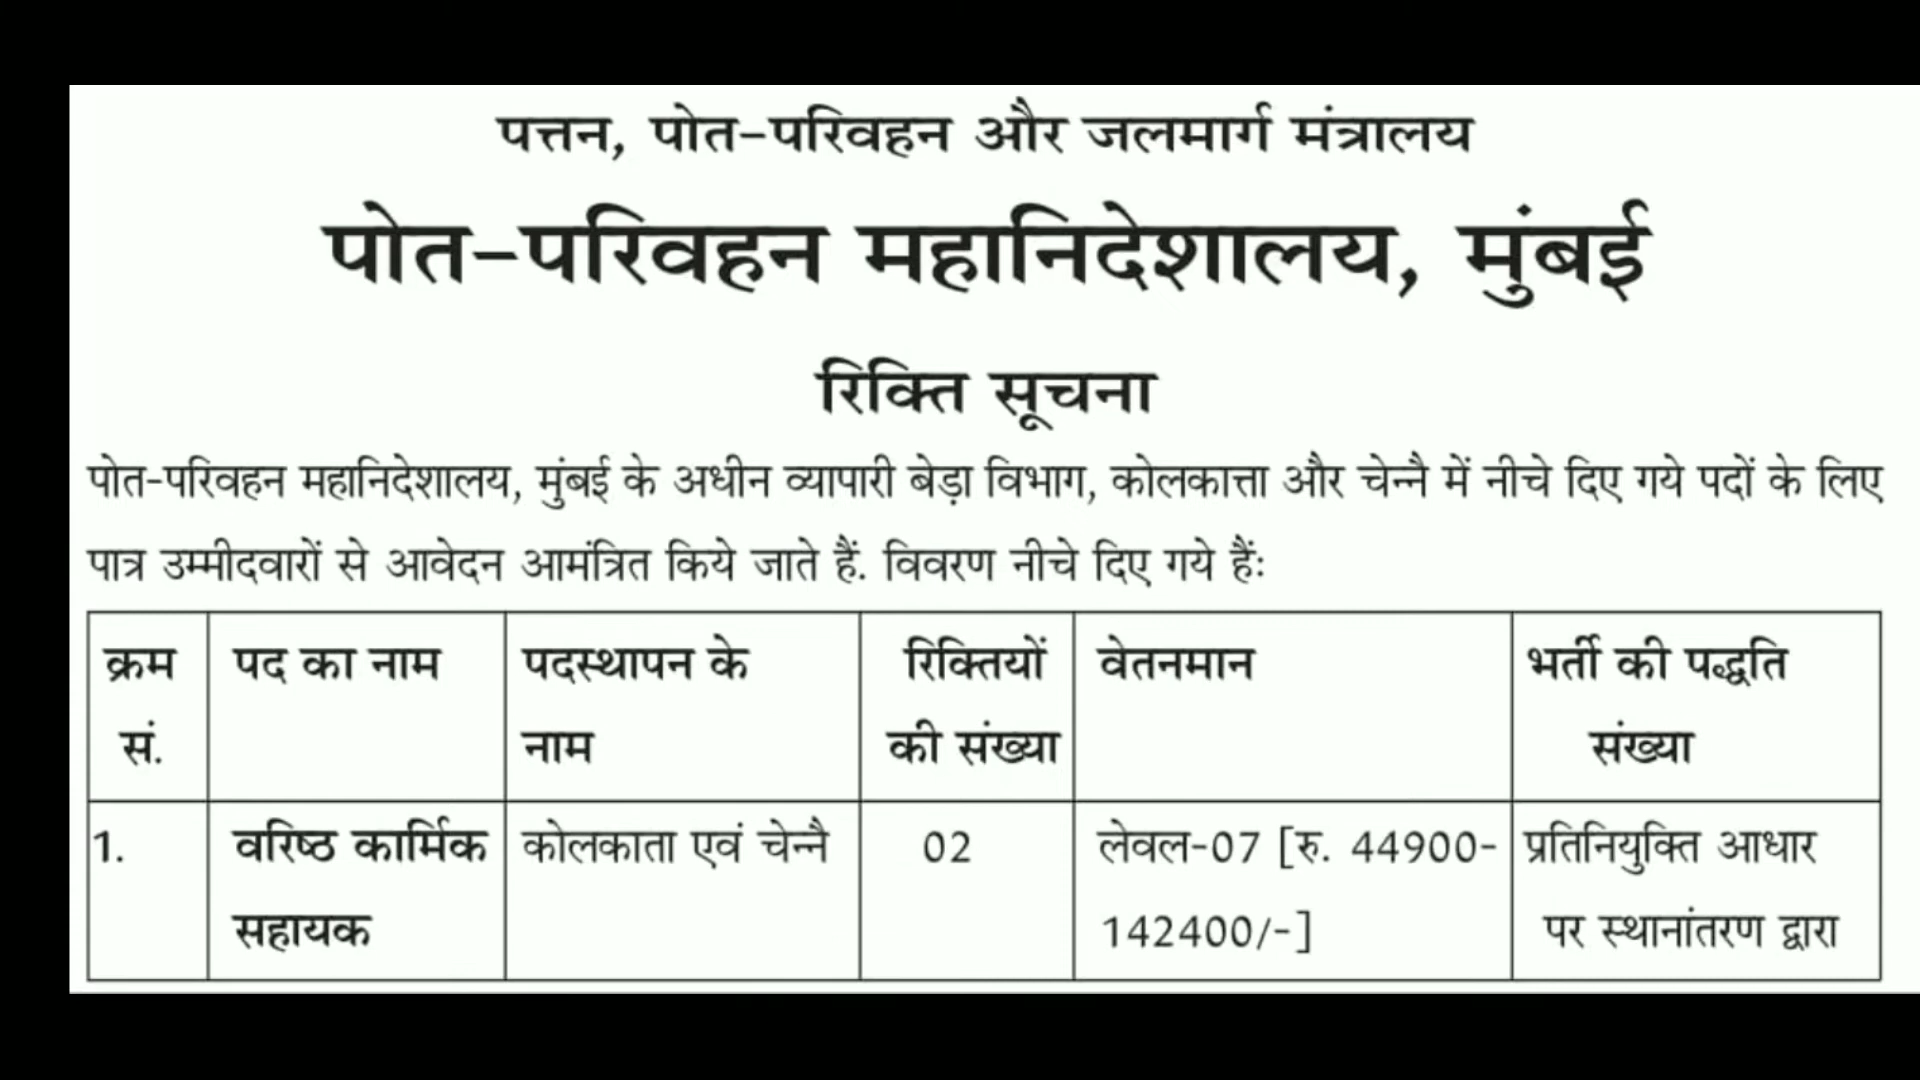 पत्तन, पोत-परिवहन और जलमार्ग मंत्रालय
पोत-परिवहन महानिदेशालय, मुंबई
रिक्ति सूचना
पोत-परिवहन महानिदेशालय, मुंबई के अधीन व्यापारी बेड़ा विभाग, कोलकात्ता और चेन्नै में नीचे दिए गये पदों के लिए
पात्र उम्मीदवारों से आवेदन आमंत्रित किये जाते हैं. विवरण नीचे दिए गये हैं:
क्रम पद का नाम पदस्थापन के रिक्तियों वेतनमान भर्ती की पद्धति
सं. नाम की संख्या संख्या
1. वरिष्ठ कार्मिक कोलकाता एवं चेन्नै 02 लेवल-07 [रु. 44900- प्रतिनियुक्ति आधार
सहायक 142400/-] पर स्थानांतरण द्वारा